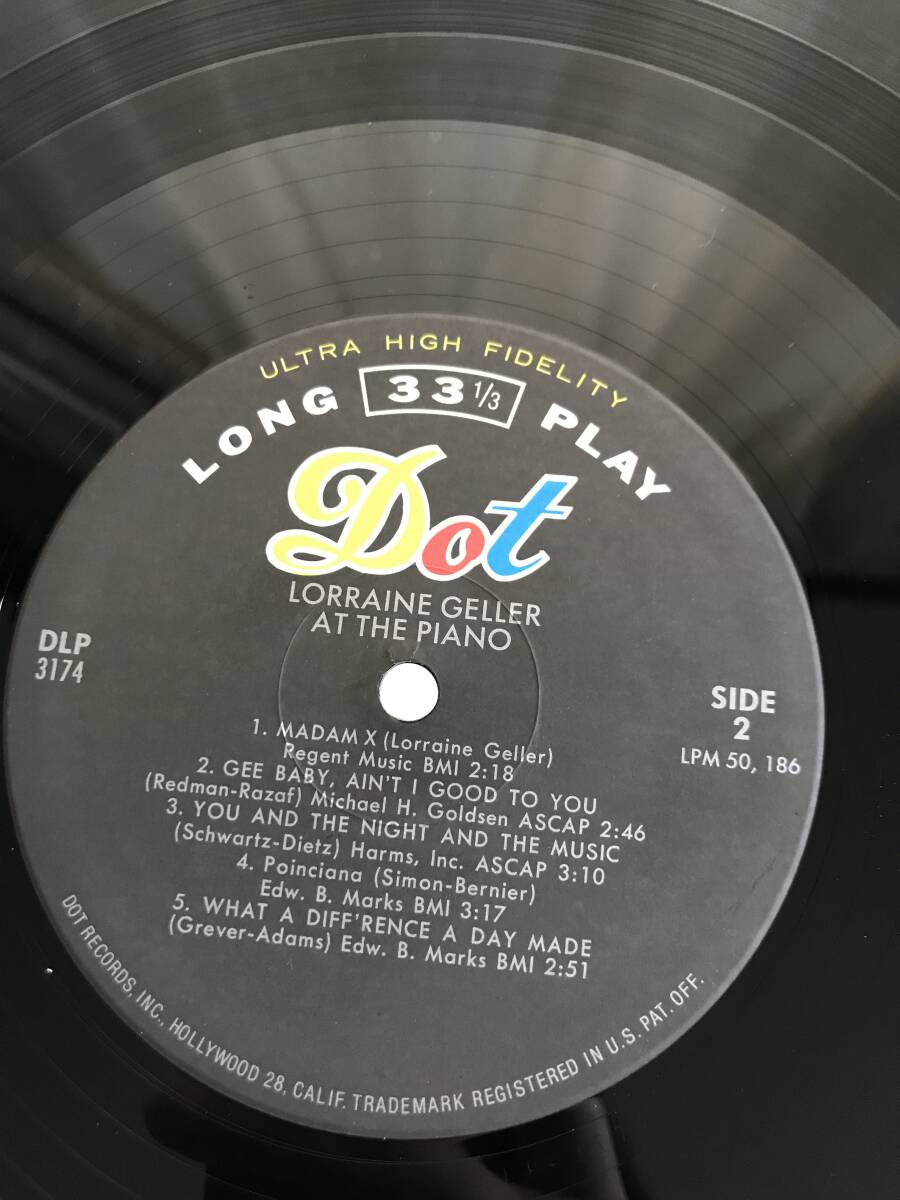 ULTRA HIGH FIDELITY
LONG 33 1/3 PLAY
Dot
LORRAINE GELLER
AT THE PIANO
DLP
3174
SIDE
2
LPM 50, 186
1. MADAM X (Lorraine Geller)
Regent Music BMI 2:18
2. GEE BABY, AIN'T I GOOD TO YOU
(Redman-Razaf) Michael H. Goldsen ASCAP 2:46
3. YOU AND THE NIGHT AND THE MUSIC
(Schwartz-Dietz) Harms, Inc. ASCAP 3:10
4. Poinciana (Simon-Bernier)
Edw. B. Marks BMI 3:17
5. WHAT A DIFF'RENCE A DAY MADE
(Grever-Adams) Edw. B. Marks BMI 2:51
DOT RECORDS, INC., HOLLYWOOD 28, CALIF. TRADEMARK REGISTERED IN U.S. PAT. OFF.